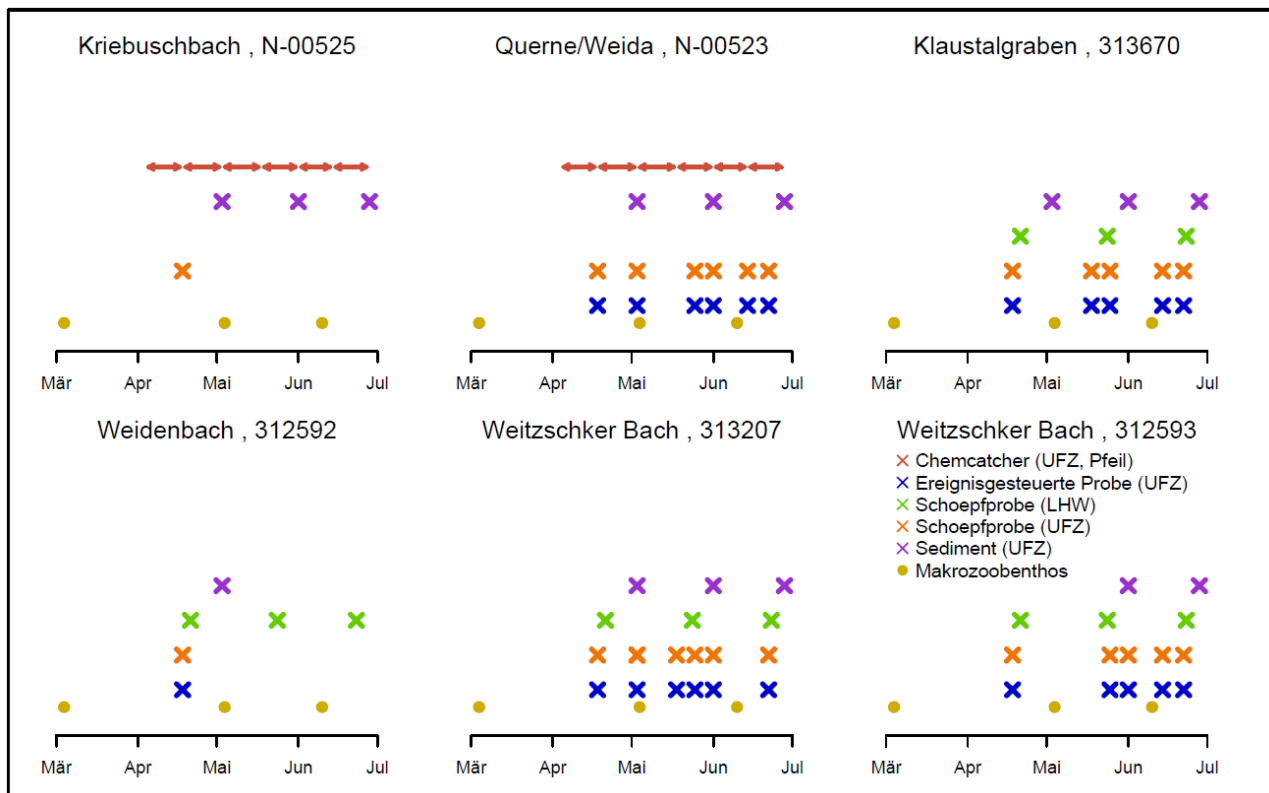 Kriebuschbach , N-00525
Querne/Weida , N-00523
Klaustalgraben , 313670
Mär Apr Mai Jun Jul
Mär Apr Mai Jun Jul
Mär Apr Mai Jun Jul
Weidenbach , 312592
Weitzschker Bach , 313207
Weitzschker Bach , 312593
Chemcatcher (UFZ, Pfeil)
Ereignisgesteuerte Probe (UFZ)
Schoepfprobe (LHW)
Schoepfprobe (UFZ)
Sediment (UFZ)
Makrozoobenthos
Mär Apr Mai Jun Jul
Mär Apr Mai Jun Jul
Mär Apr Mai Jun Jul